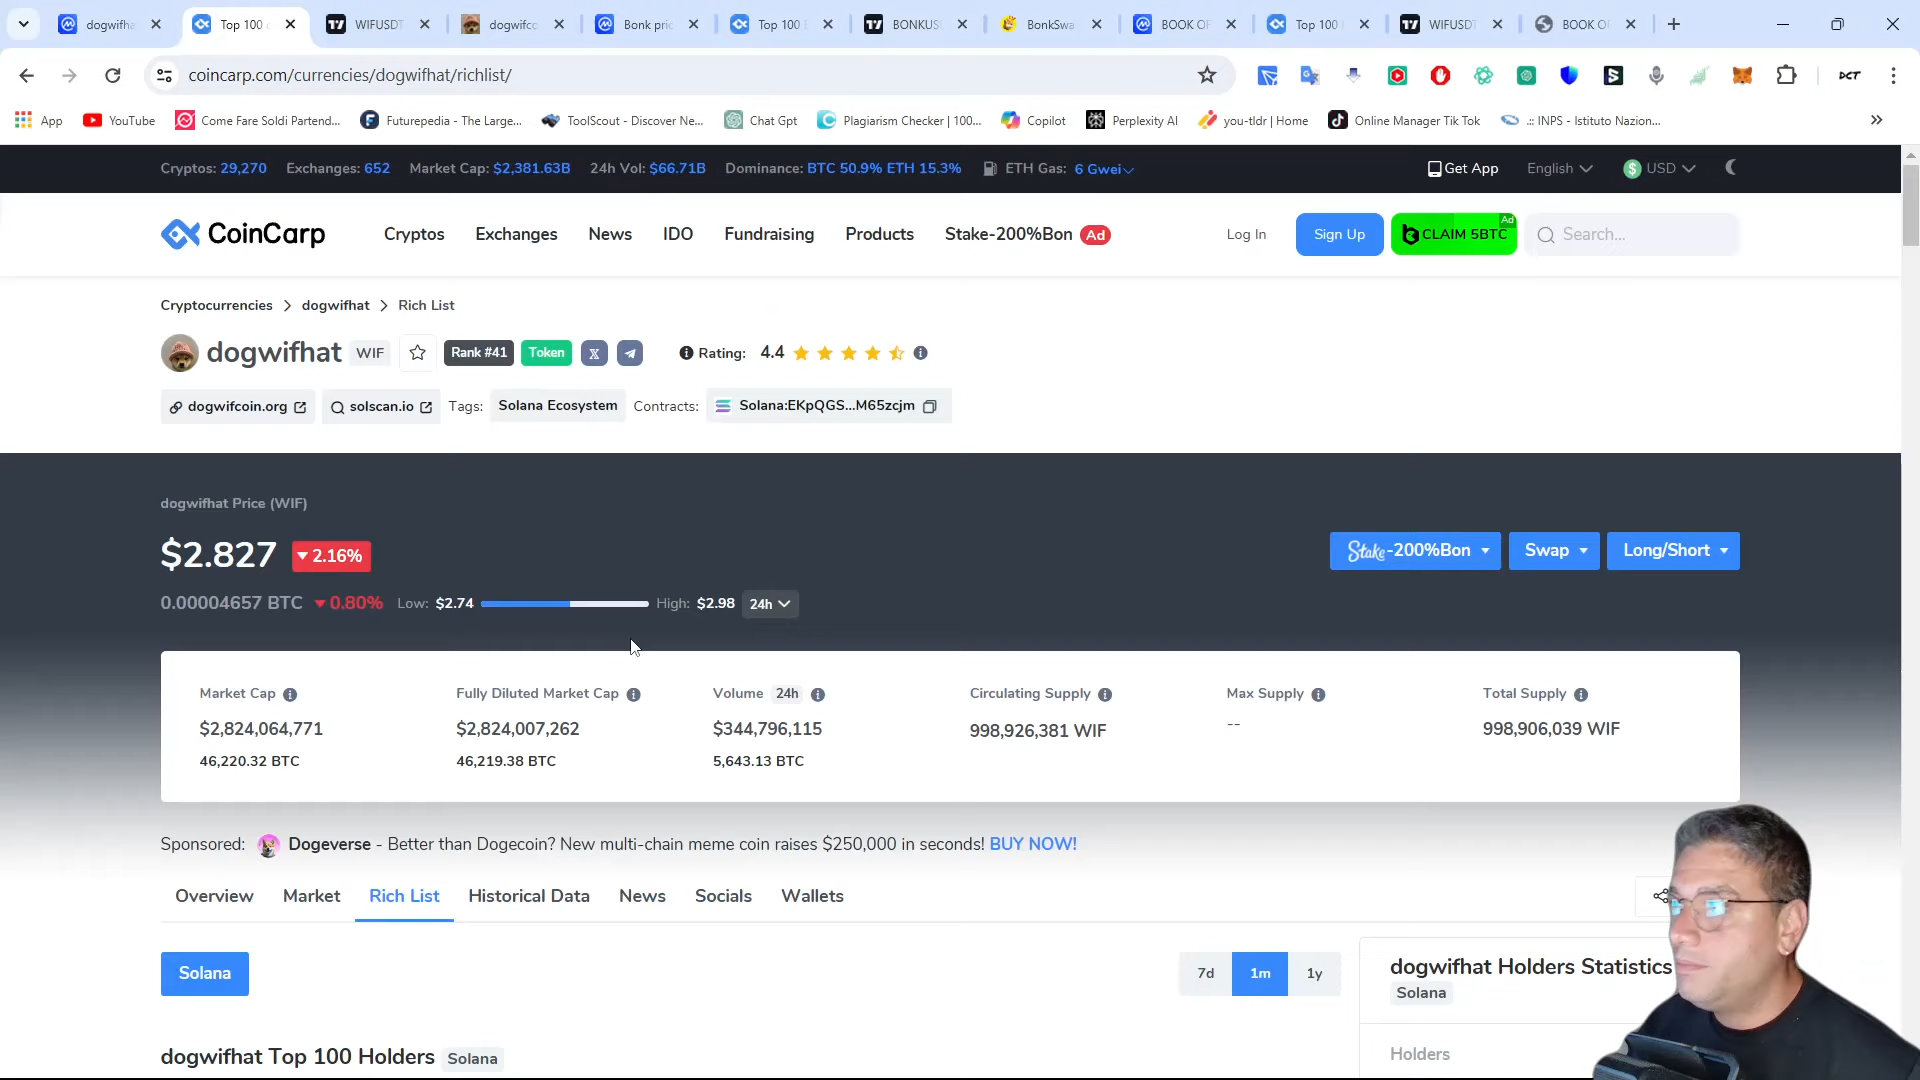 dogwifha
Top 100 c
WIFUSDT
dogwifco
Bonk pric
Top 100 B
BONKUS
BonkSwa
BOOK OF
Top 100
WIFUSDT
BOOK OF
coincarp.com/currencies/dogwifhat/richlist/
App
YouTube
Come Fare Soldi Partend...
Futurepedia - The Large...
ToolScout - Discover Ne...
Chat Gpt
Plagiarism Checker | 100...
Copilot
Perplexity AI
you-tldr | Home
Online Manager Tik Tok
.:: INPS - Istituto Nazion...
Cryptos: 29,270 Exchanges: 652 Market Cap: $2,381.63B 24h Vol: $66.71B Dominance: BTC 50.9% ETH 15.3% ETH Gas: 6 Gwei Get App English USD
CoinCarp Cryptos Exchanges News IDO Fundraising Products Stake-200%Bon Ad Log In Sign Up CLAIM 5BTC Ad Search...
Cryptocurrencies > dogwifhat > Rich List
dogwifhat WIF Rank #41 Token Rating: 4.4
dogwifcoin.org solscan.io Tags: Solana Ecosystem Contracts: Solana:EKpQGS...M65zcjm
dogwifhat Price (WIF)
$2.827 2.16%
Stake-200%Bon Swap Long/Short
0.00004657 BTC 0.80% Low: $2.74 High: $2.98 24h
Market Cap Fully Diluted Market Cap Volume 24h Circulating Supply Max Supply Total Supply
$2,824,064,771 $2,824,007,262 $344,796,115 998,926,381 WIF -- 998,906,039 WIF
46,220.32 BTC 46,219.38 BTC 5,643.13 BTC
Sponsored: Dogeverse - Better than Dogecoin? New multi-chain meme coin raises $250,000 in seconds! BUY NOW!
Overview Market Rich List Historical Data News Socials Wallets
Solana 7d 1m 1y
dogwifhat Holders Statistics
Solana
dogwifhat Top 100 Holders Solana
Holders